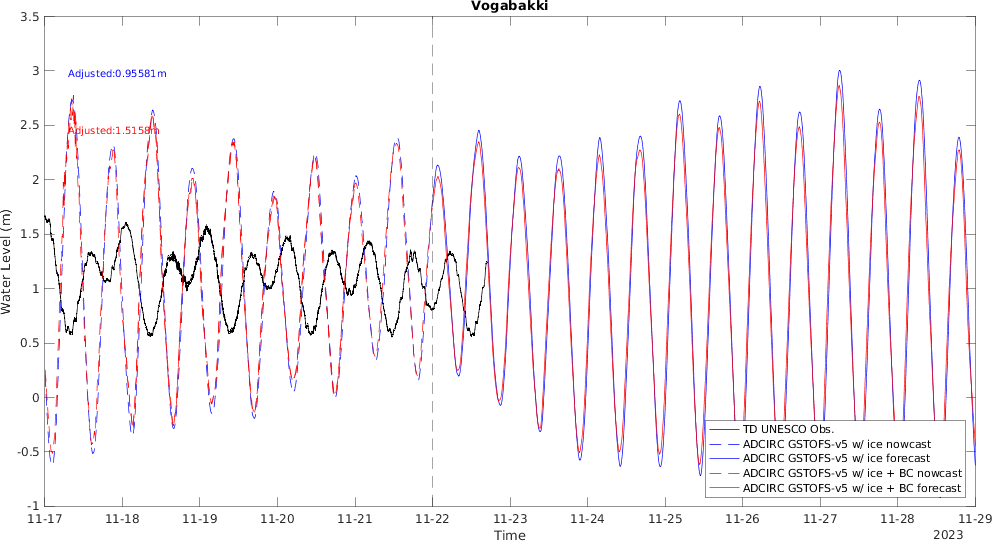 Vogabakki
3.5
3
2.5
2
1.5
1
0.5
0
-0.5
-1
Water Level (m)
Adjusted:0.95581m
Adjusted:1.5158m
TD UNESCO Obs.
ADCIRC GSTOFS-v5 w/ ice nowcast
ADCIRC GSTOFS-v5 w/ ice forecast
ADCIRC GSTOFS-v5 w/ ice + BC nowcast
ADCIRC GSTOFS-v5 w/ ice + BC forecast
11-17 11-18 11-19 11-20 11-21 11-22 11-23 11-24 11-25 11-26 11-27 11-28 11-29
Time
2023